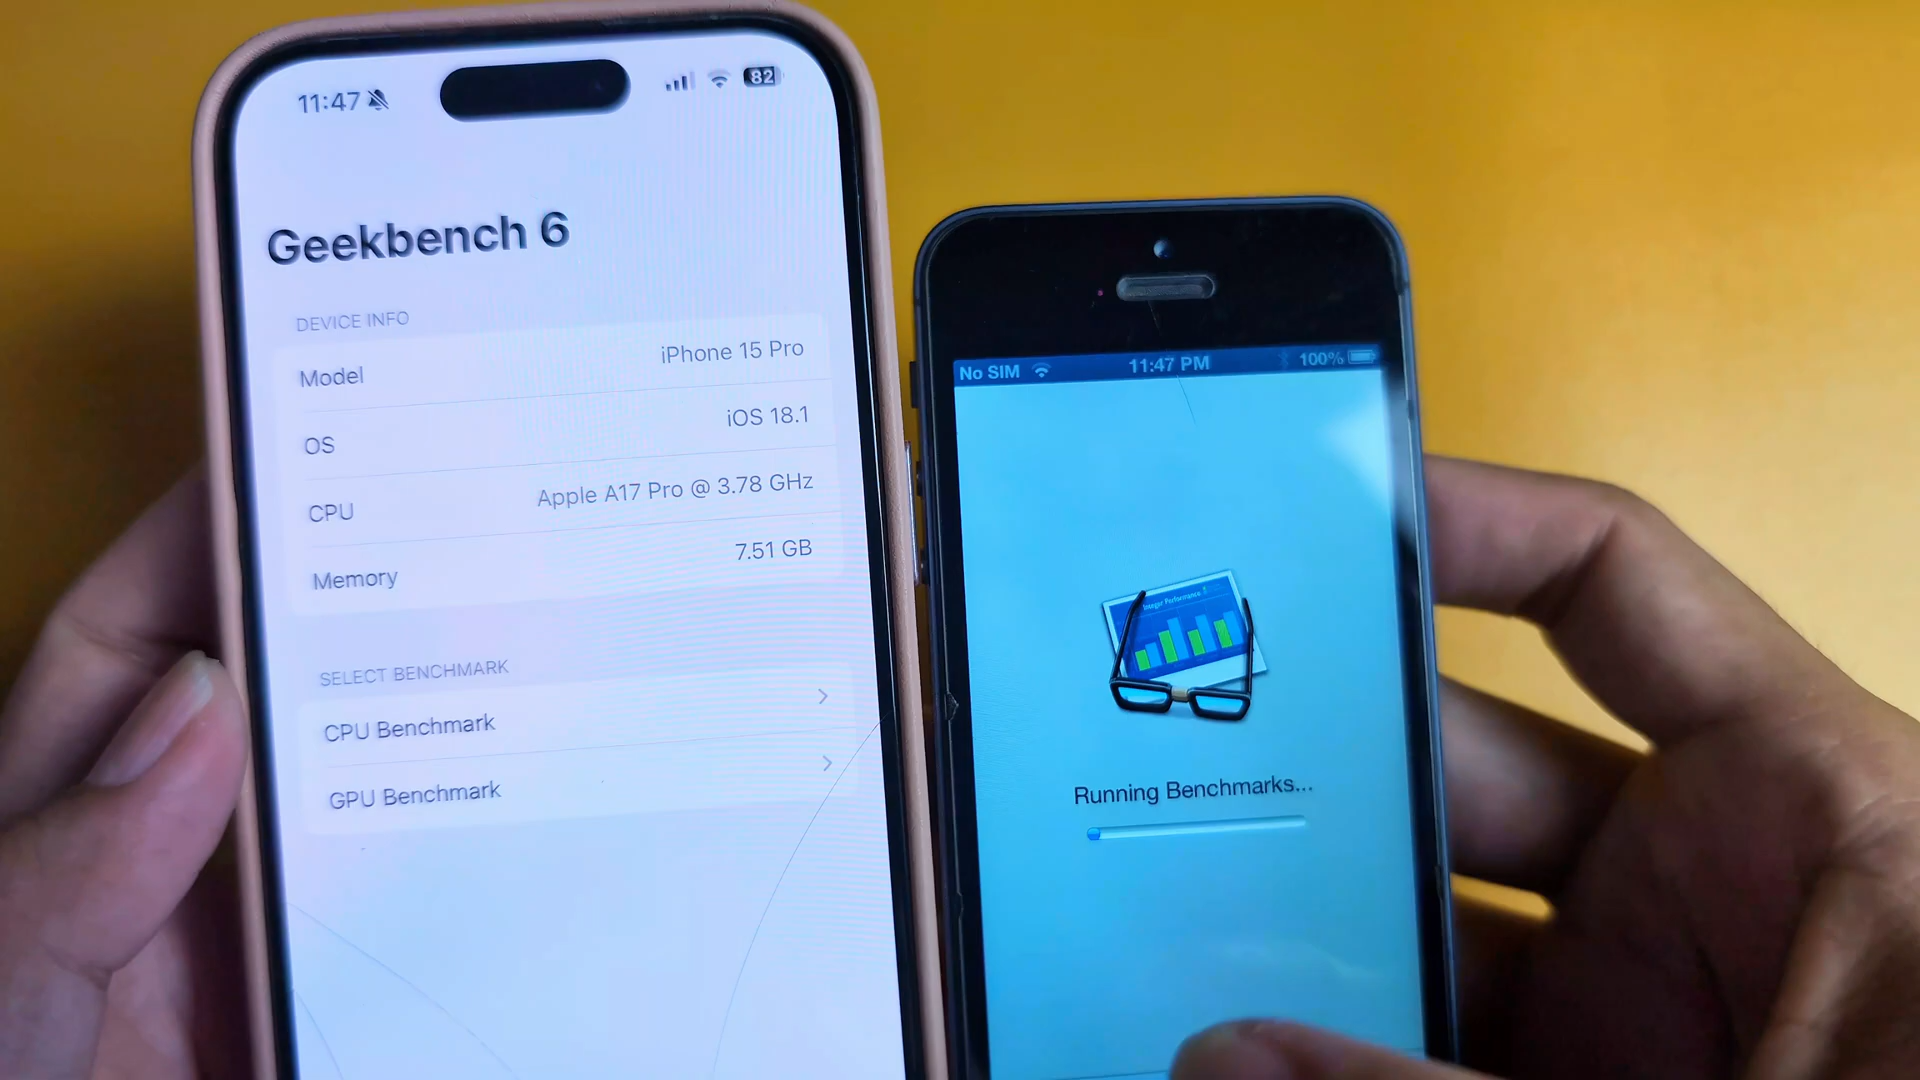 11:47
82
Geekbench 6
DEVICE INFO
Model iPhone 15 Pro
OS iOS 18.1
CPU Apple A17 Pro @ 3.78 GHz
Memory 7.51 GB
SELECT BENCHMARK
CPU Benchmark
GPU Benchmark
No SIM 11:47 PM 100%
Integer Performance
Running Benchmarks...